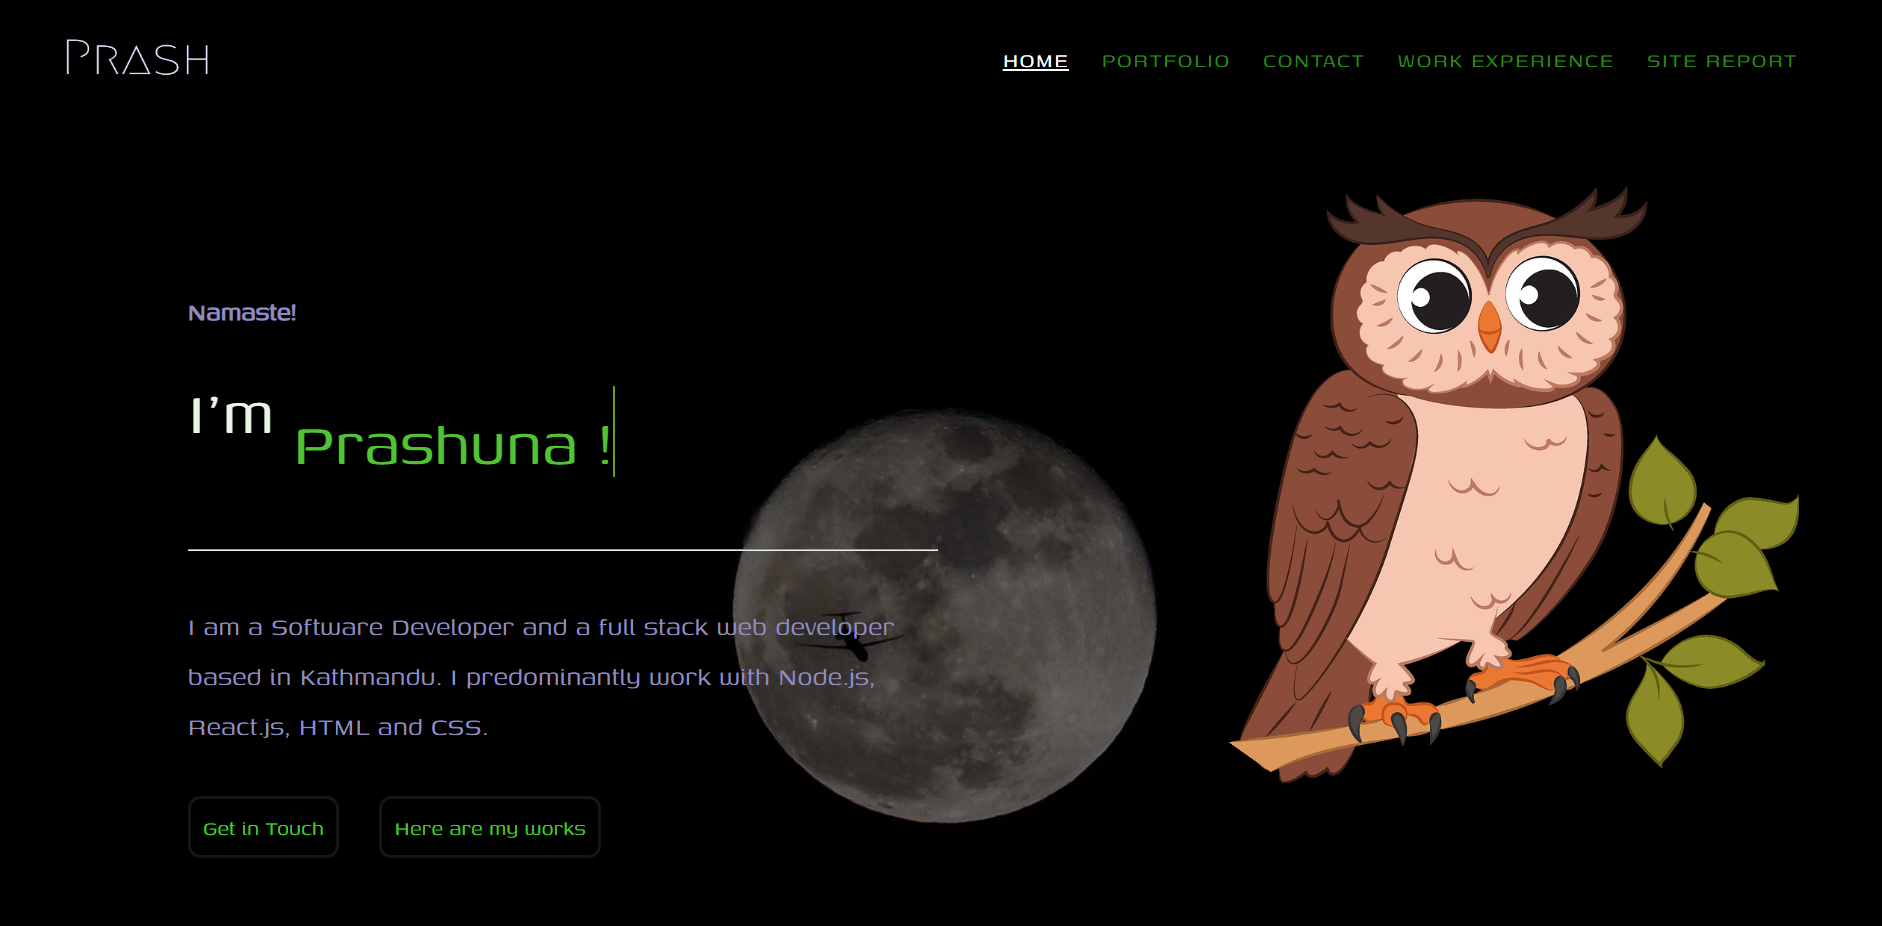 PRASH
HOME PORTFOLIO CONTACT WORK EXPERIENCE SITE REPORT
Namaste!
I'm Prashuna !
I am a Software Developer and a full stack web developer
based in Kathmandu. I predominantly work with Node.js,
React.js, HTML and CSS.
Get in Touch Here are my works